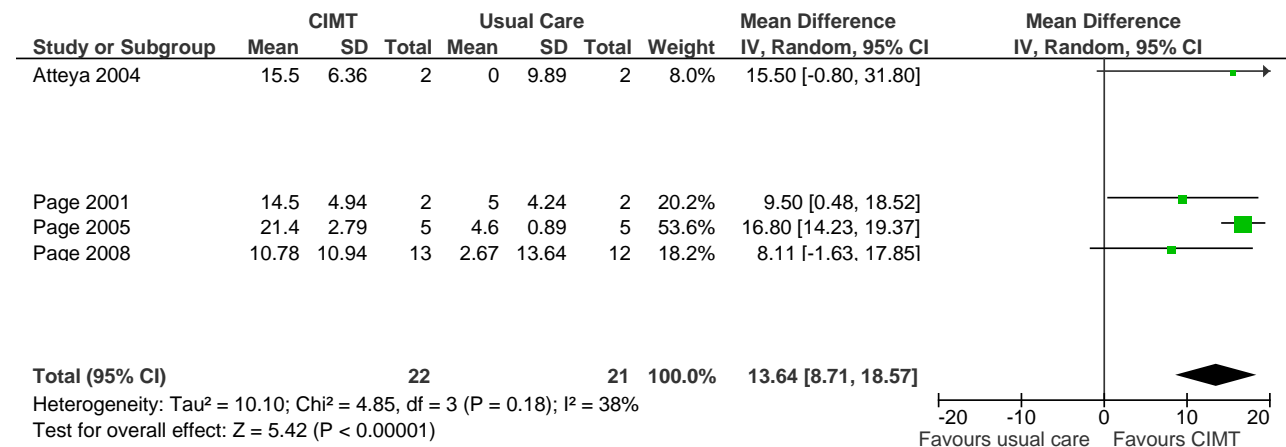 CIMT Usual Care Mean Difference Mean Difference
Study or Subgroup Mean SD Total Mean SD Total Weight IV, Random, 95% CI IV, Random, 95% CI
Atteya 2004 15.5 6.36 2 0 9.89 2 8.0% 15.50 [-0.80, 31.80]
Page 2001 14.5 4.94 2 5 4.24 2 20.2% 9.50 [0.48, 18.52]
Page 2005 21.4 2.79 5 4.6 0.89 5 53.6% 16.80 [14.23, 19.37]
Page 2008 10.78 10.94 13 2.67 13.64 12 18.2% 8.11 [-1.63, 17.85]
Total (95% CI) 22 21 100.0% 13.64 [8.71, 18.57]
Heterogeneity: Tau² = 10.10; Chi² = 4.85, df = 3 (P = 0.18); I² = 38%
Test for overall effect: Z = 5.42 (P < 0.00001)
-20 -10 0 10 20
Favours usual care Favours CIMT